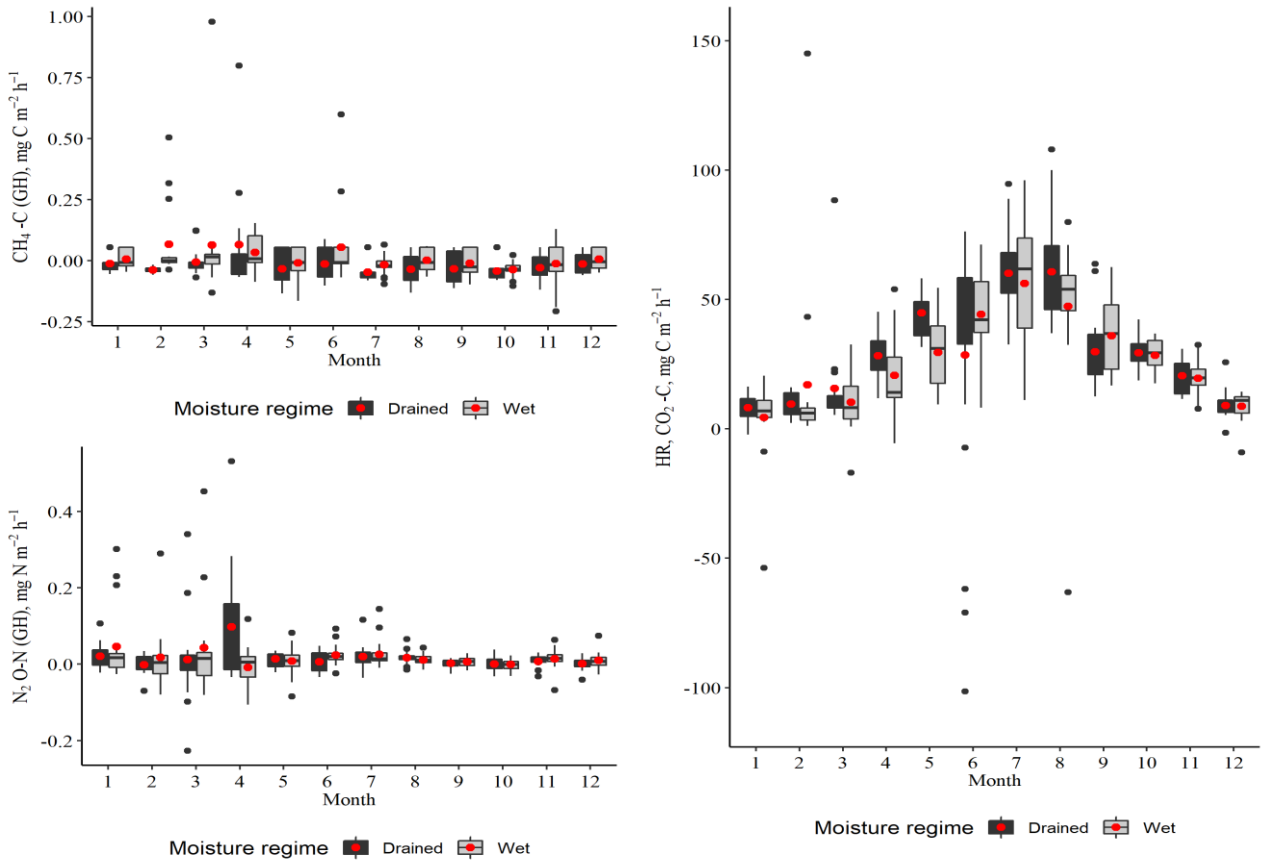 CH₄ -C (GH), mg C m⁻² h⁻¹
1.00
0.75
0.50
0.25
0.00
-0.25
1 2 3 4 5 6 7 8 9 10 11 12
Month
Moisture regime Drained Wet
N₂ O-N (GH), mg N m⁻² h⁻¹
0.4
0.2
0.0
-0.2
1 2 3 4 5 6 7 8 9 10 11 12
Month
Moisture regime Drained Wet
HR, CO₂ -C, mg C m⁻² h⁻¹
150
100
50
0
-50
-100
1 2 3 4 5 6 7 8 9 10 11 12
Month
Moisture regime Drained Wet